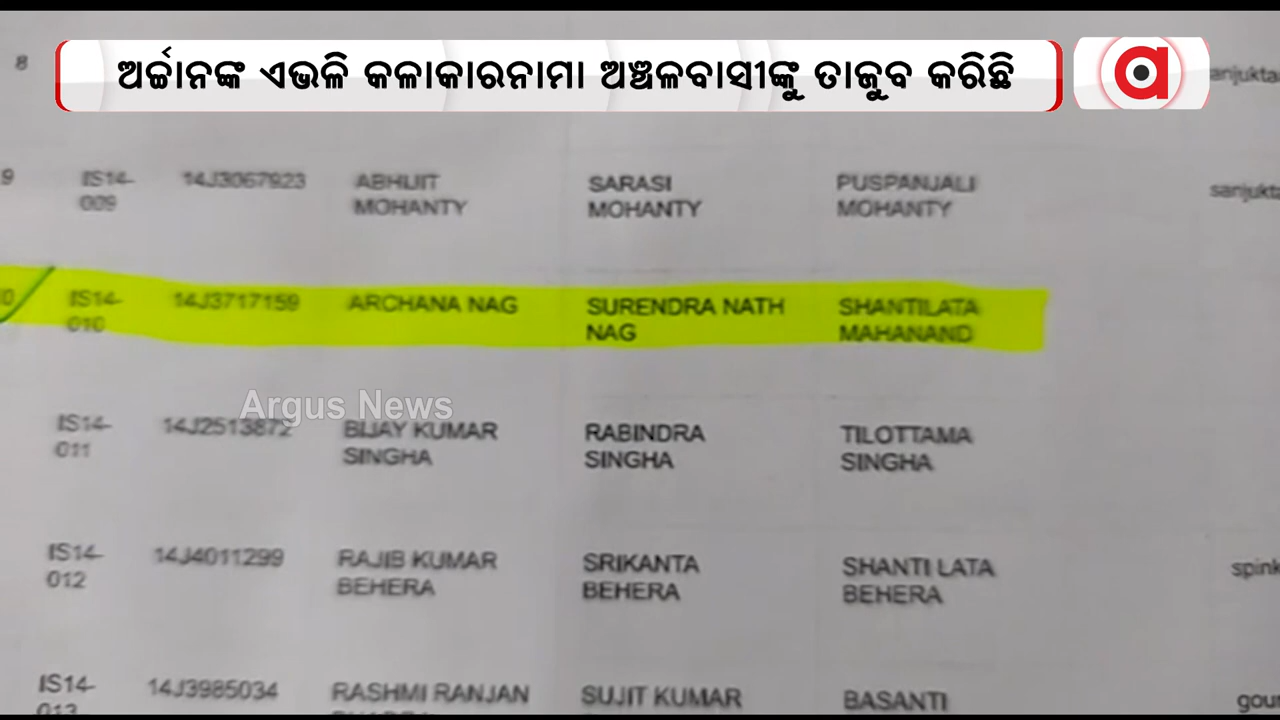 ଅର୍ଚ୍ଚାନଙ୍କ ଏଭଳି କଳାକାରନାମା ଅଞ୍ଚଳବାସୀଙ୍କୁ ତାଜୁବ କରିଛି
a
8 anjukta
9 IS14-009 14J3067923 ABHIJIT MOHANTY SARASI MOHANTY PUSPANJALI MOHANTY sanjukta
IS14-010 14J3717159 ARCHANA NAG SURENDRA NATH NAG SHANTILATA MAHANAND
Argus News
IS14-011 14J2513872 BIJAY KUMAR SINGHA RABINDRA SINGHA TILOTTAMA SINGHA
IS14-012 14J4011299 RAJIB KUMAR BEHERA SRIKANTA BEHERA SHANTI LATA BEHERA spink
IS14-013 14J3985034 RASHMI RANJAN SUJIT KUMAR BASANTI gour